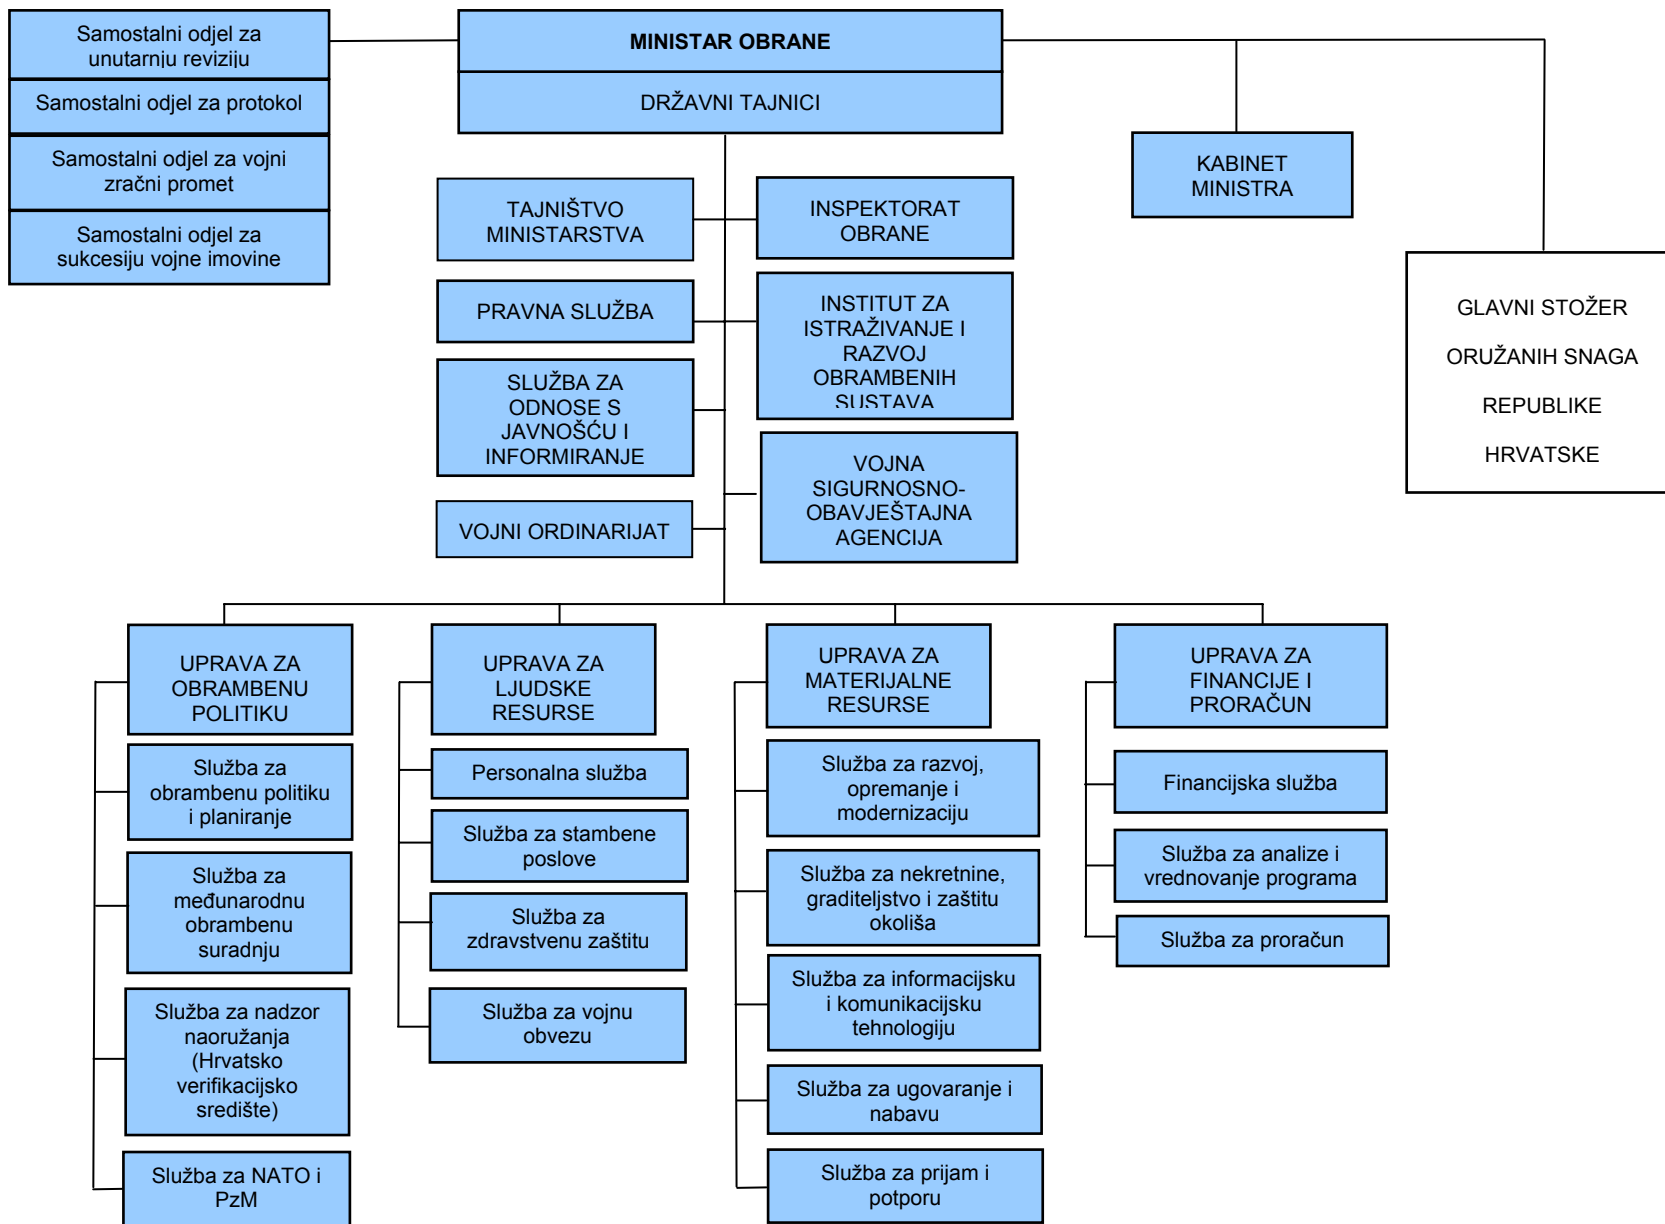 Samostalni odjel za
unutarnju reviziju
Samostalni odjel za protokol
Samostalni odjel za vojni
zračni promet
Samostalni odjel za
sukcesiju vojne imovine
MINISTAR OBRANE
DRŽAVNI TAJNICI
KABINET
MINISTRA
GLAVNI STOŽER
ORUŽANIH SNAGA
REPUBLIKE
HRVATSKE
TAJNIŠTVO
MINISTARSTVA
PRAVNA SLUŽBA
SLUŽBA ZA
ODNOSE S
JAVNOŠĆU I
INFORMIRANJE
VOJNI ORDINARIJAT
INSPEKTORAT
OBRANE
INSTITUT ZA
ISTRAŽIVANJE I
RAZVOJ
OBRAMBENIH
SUSTAVA
VOJNA
SIGURNOSNO-
OBAVJEŠTAJNA
AGENCIJA
UPRAVA ZA
OBRAMBENU
POLITIKU
Služba za
obrambenu politiku
i planiranje
Služba za
međunarodnu
obrambenu
suradnju
Služba za nadzor
naoružanja
(Hrvatsko
verifikacijsko
središte)
Služba za NATO i
PzM
UPRAVA ZA
LJUDSKE
RESURSE
Personalna služba
Služba za stambene
poslove
Služba za
zdravstvenu zaštitu
Služba za vojnu
obvezu
UPRAVA ZA
MATERIJALNE
RESURSE
Služba za razvoj,
opremanje i
modernizaciju
Služba za nekretnine,
graditeljstvo i zaštitu
okoliša
Služba za informacijsku
i komunikacijsku
tehnologiju
Služba za ugovaranje i
nabavu
Služba za prijam i
potporu
UPRAVA ZA
FINANCIJE I
PRORAČUN
Financijska služba
Služba za analize i
vrednovanje programa
Služba za proračun